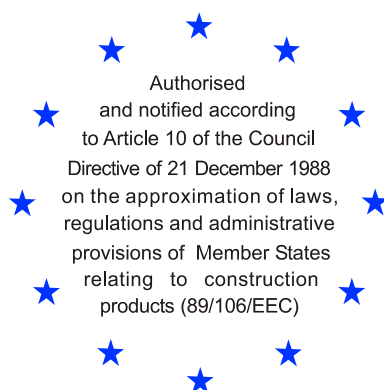 Authorised
and notified according
to Article 10 of the Council
Directive of 21 December 1988
on the approximation of laws,
regulations and administrative
provisions of Member States
relating to construction
products (89/106/EEC)